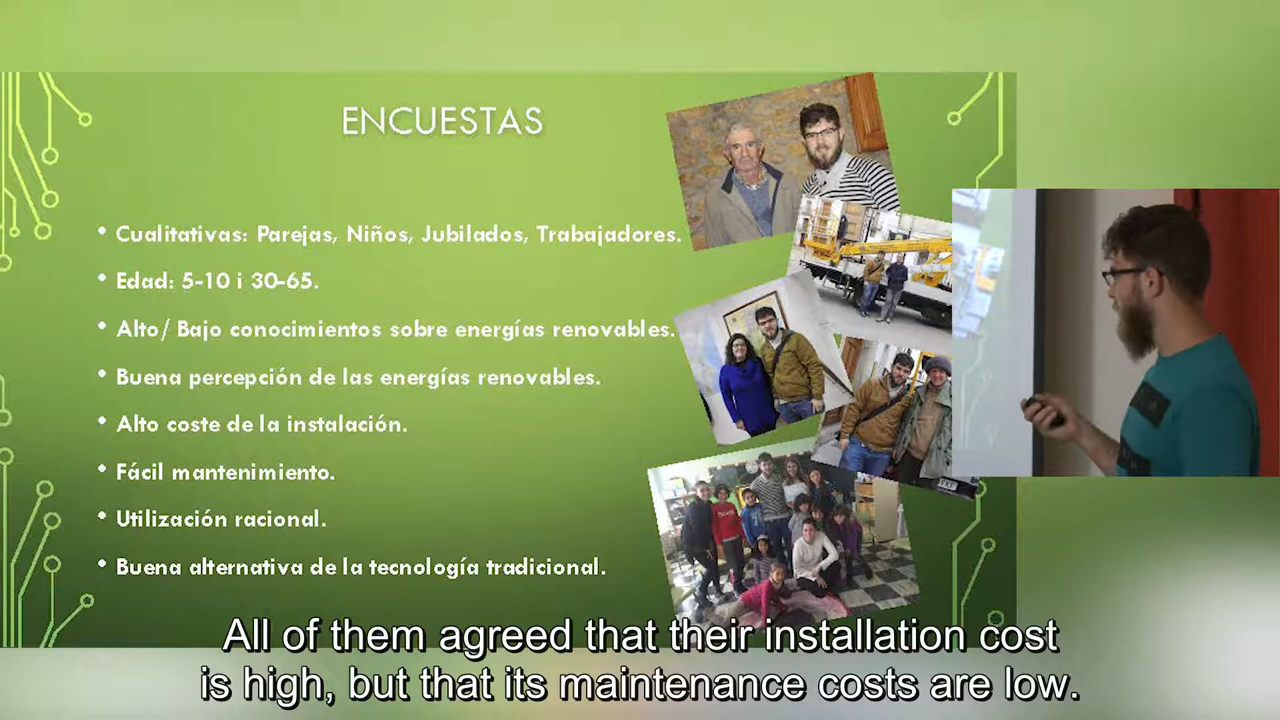 ENCUESTAS
• Cualitativas: Parejas, Niños, Jubilados, Trabajadores.
• Edad: 5-10 i 30-65.
• Alto/ Bajo conocimientos sobre energías renovables.
• Buena percepción de las energías renovables.
• Alto coste de la instalación.
• Fácil mantenimiento.
• Utilización racional.
• Buena alternativa de la tecnología tradicional.
All of them agreed that their installation cost
is high, but that its maintenance costs are low.